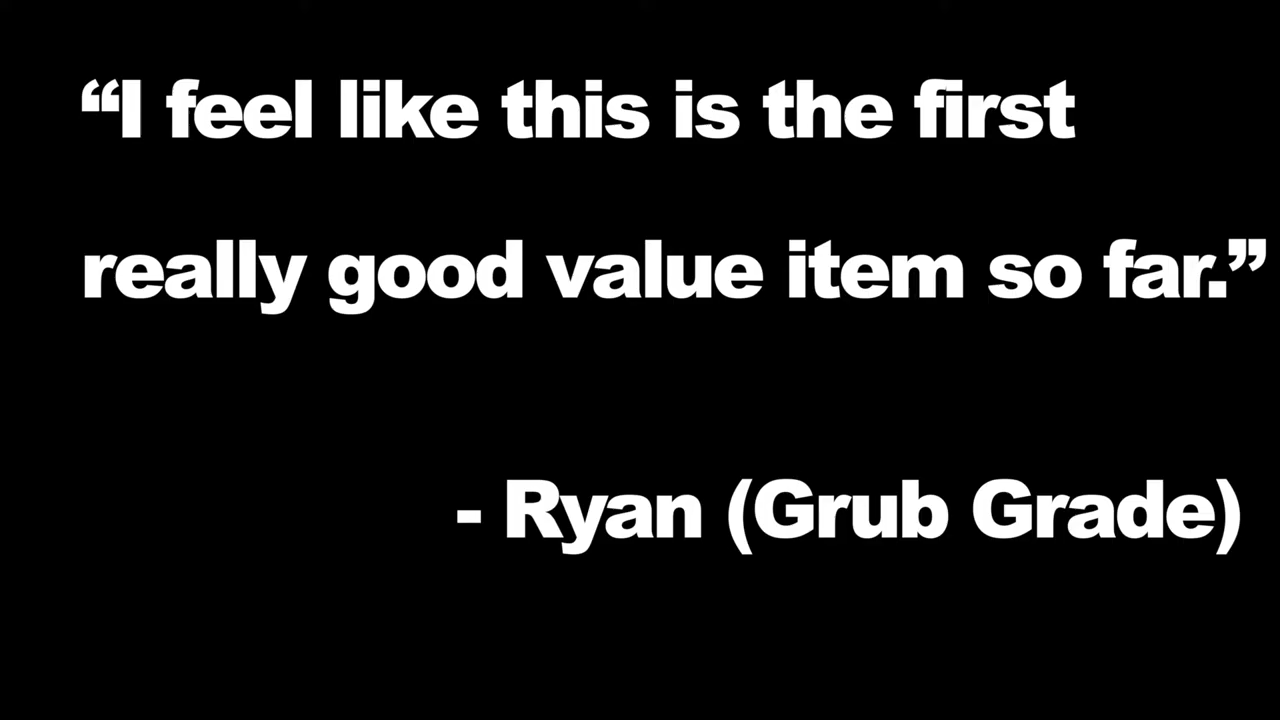 “I feel like this is the first
really good value item so far.”
- Ryan (Grub Grade)